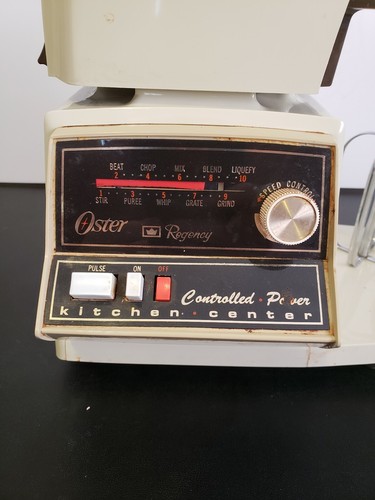 BEAT CHOP MIX BLEND LIQUEFY
2 4 6 8 10
1 3 5 7 9
STIR PUREE WHIP GRATE GRIND
SPEED CONTROL
Oster Regency
PULSE ON OFF
Controlled Power
kitchen center